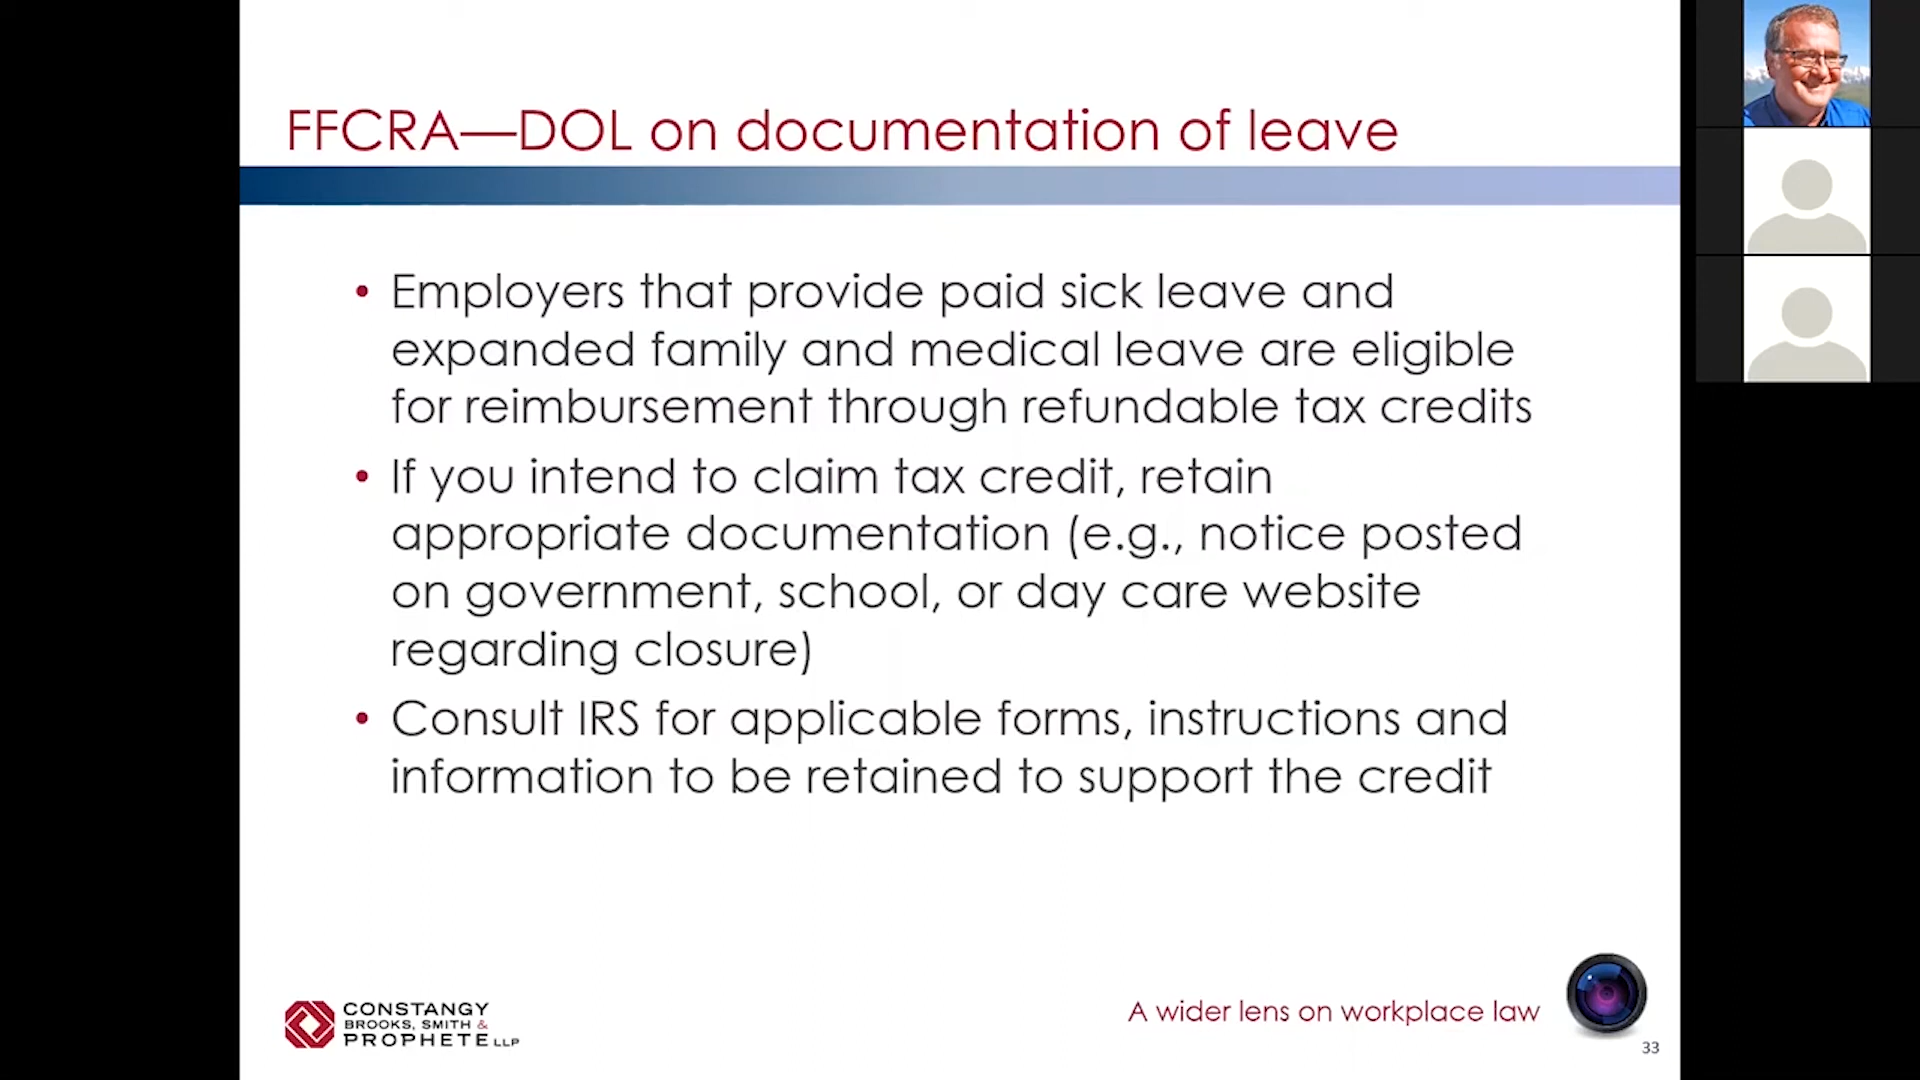 FFCRA—DOL on documentation of leave
• Employers that provide paid sick leave and
expanded family and medical leave are eligible
for reimbursement through refundable tax credits
• If you intend to claim tax credit, retain
appropriate documentation (e.g., notice posted
on government, school, or day care website
regarding closure)
• Consult IRS for applicable forms, instructions and
information to be retained to support the credit
CONSTANGY
BROOKS, SMITH &
PROPHETE LLP
A wider lens on workplace law
33